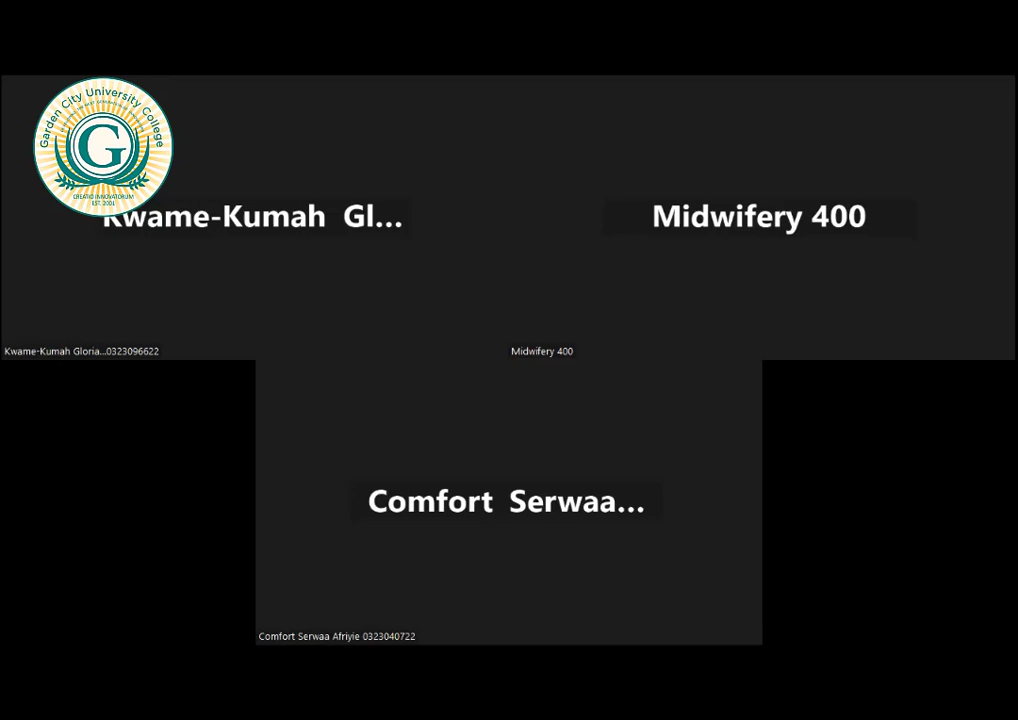 Garden City University College
G
CREATIO INNOVATORUM
EST. 2001
Kwame-Kumah Gl...
Midwifery 400
Kwame-Kumah Gloria...0323096622
Midwifery 400
Comfort Serwaa...
Comfort Serwaa Afriyie 0323040722